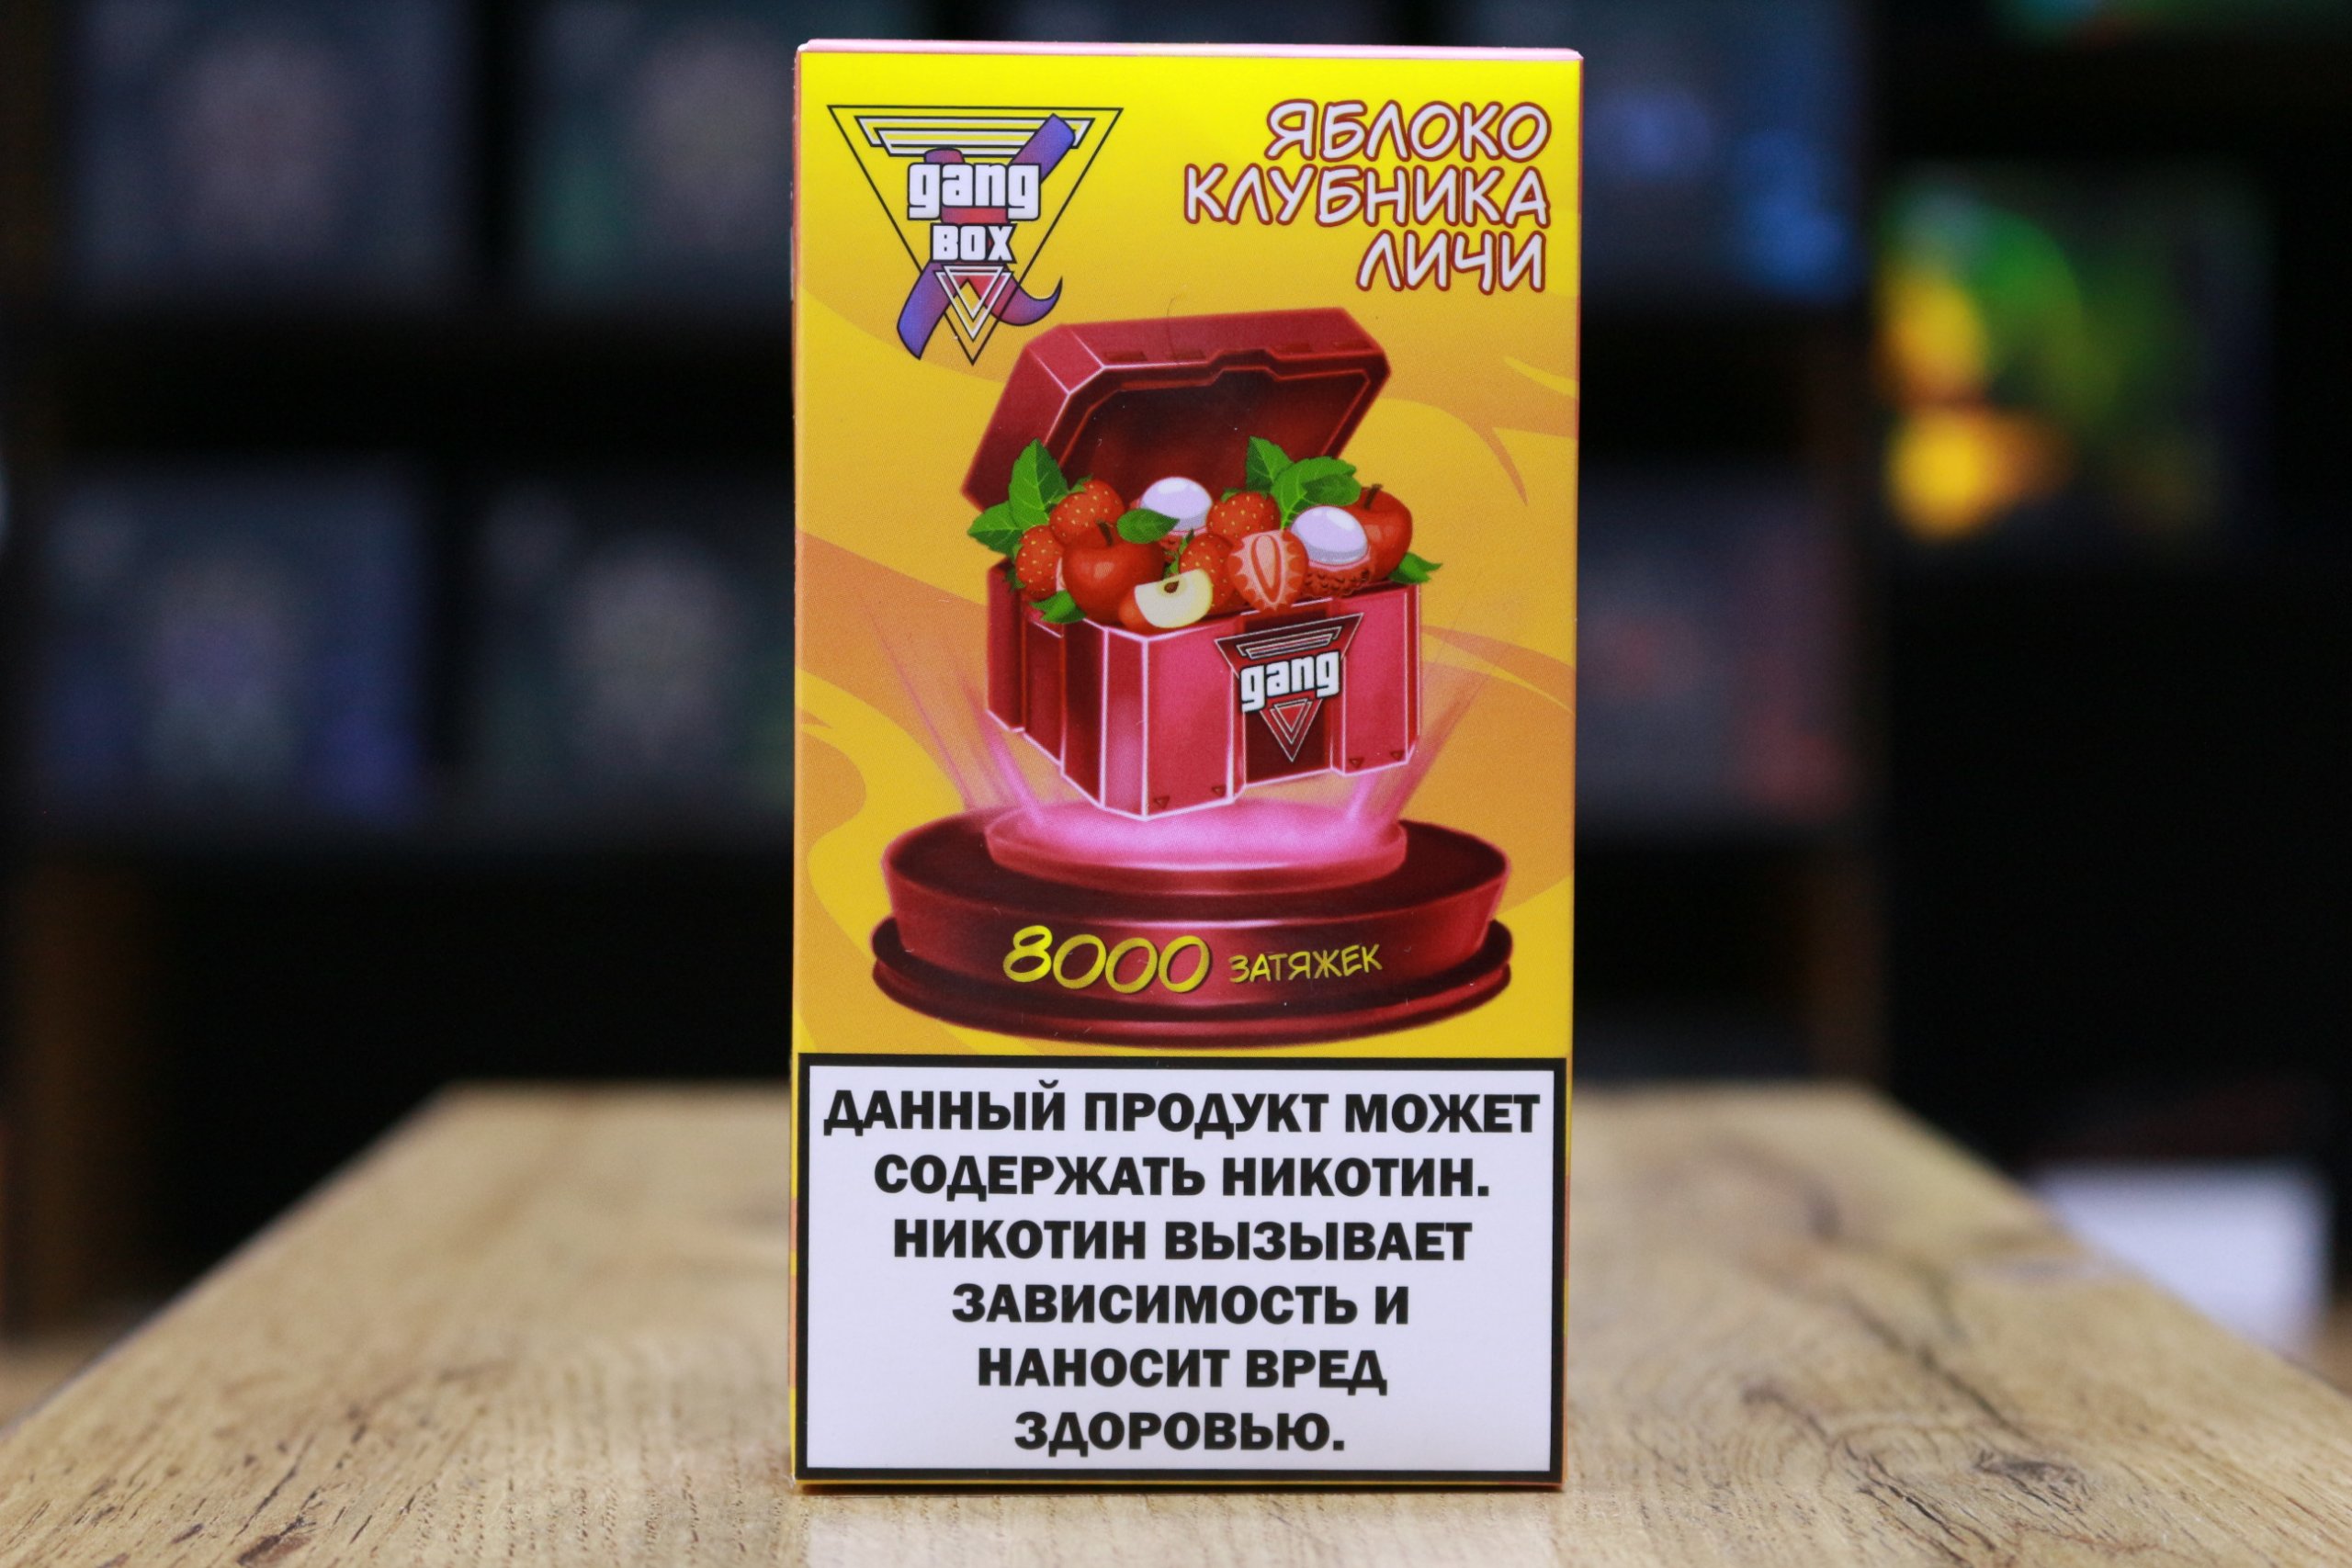 gang
BOX
ЯБЛОКО
КЛУБНИКА
ЛИЧИ
gang
8000 ЗАТЯЖЕК
ДАННЫЙ ПРОДУКТ МОЖЕТ
СОДЕРЖАТЬ НИКОТИН.
НИКОТИН ВЫЗЫВАЕТ
ЗАВИСИМОСТЬ И
НАНОСИТ ВРЕД
ЗДОРОВЬЮ.